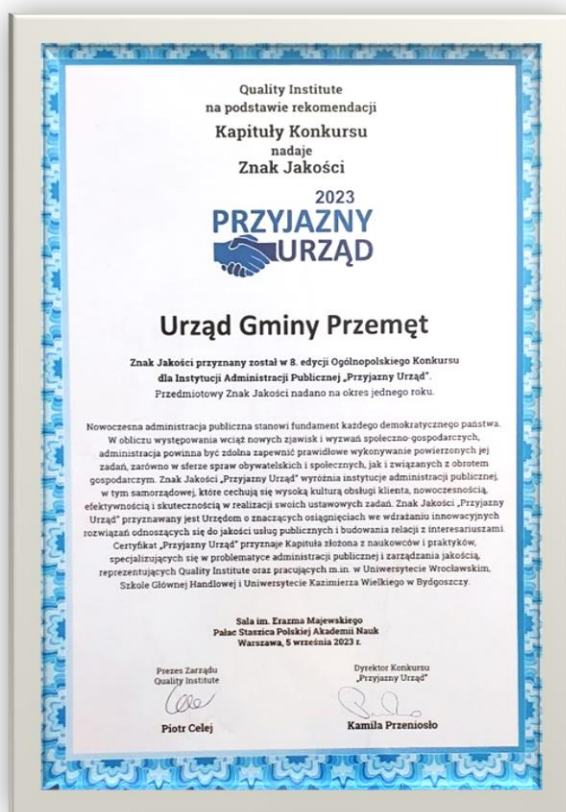 Quality Institute
na podstawie rekomendacji
Kapituły Konkursu
nadaje
Znak Jakości
2023
PRZYJAZNY
URZĄD
Urząd Gminy Przemęt
Znak Jakości przyznany został w 8. edycji Ogólnopolskiego Konkursu
dla Instytucji Administracji Publicznej „Przyjazny Urząd”.
Przedmiotowy Znak Jakości nadano na okres jednego roku.
Nowoczesna administracja publiczna stanowi fundament każdego demokratycznego państwa.
W obliczu występowania wciąż nowych zjawisk i wyzwań społeczno-gospodarczych,
administracja powinna być zdolna zapewnić prawidłowe wykonywanie powierzonych jej
zadań, zarówno w sferze spraw obywatelskich i społecznych, jak i związanych z obrotem
gospodarczym. Znak Jakości „Przyjazny Urząd” wyróżnia instytucje administracji publicznej,
w tym samorządowej, które cechują się wysoką kulturą obsługi klienta, nowoczesnością,
efektywnością i skutecznością w realizacji swoich ustawowych zadań. Znak Jakości „Przyjazny
Urząd” przyznawany jest Urzędom o znaczących osiągnięciach we wdrażaniu innowacyjnych
rozwiązań odnoszących się do jakości usług publicznych i budowania relacji z interesariuszami.
Certyfikat „Przyjazny Urząd” przyznaje Kapituła złożona z naukowców i praktyków,
specjalizujących się w problematyce administracji publicznej i zarządzania jakością,
reprezentujących Quality Institute oraz pracujących m.in. w Uniwersytecie Wrocławskim,
Szkole Głównej Handlowej i Uniwersytecie Kazimierza Wielkiego w Bydgoszczy.
Sala im. Erazma Majewskiego
Pałac Staszica Polskiej Akademii Nauk
Warszawa, 5 września 2023 r.
Prezes Zarządu
Quality Institute
Piotr Celej
Dyrektor Konkursu
„Przyjazny Urząd”
Kamila Przeniosło